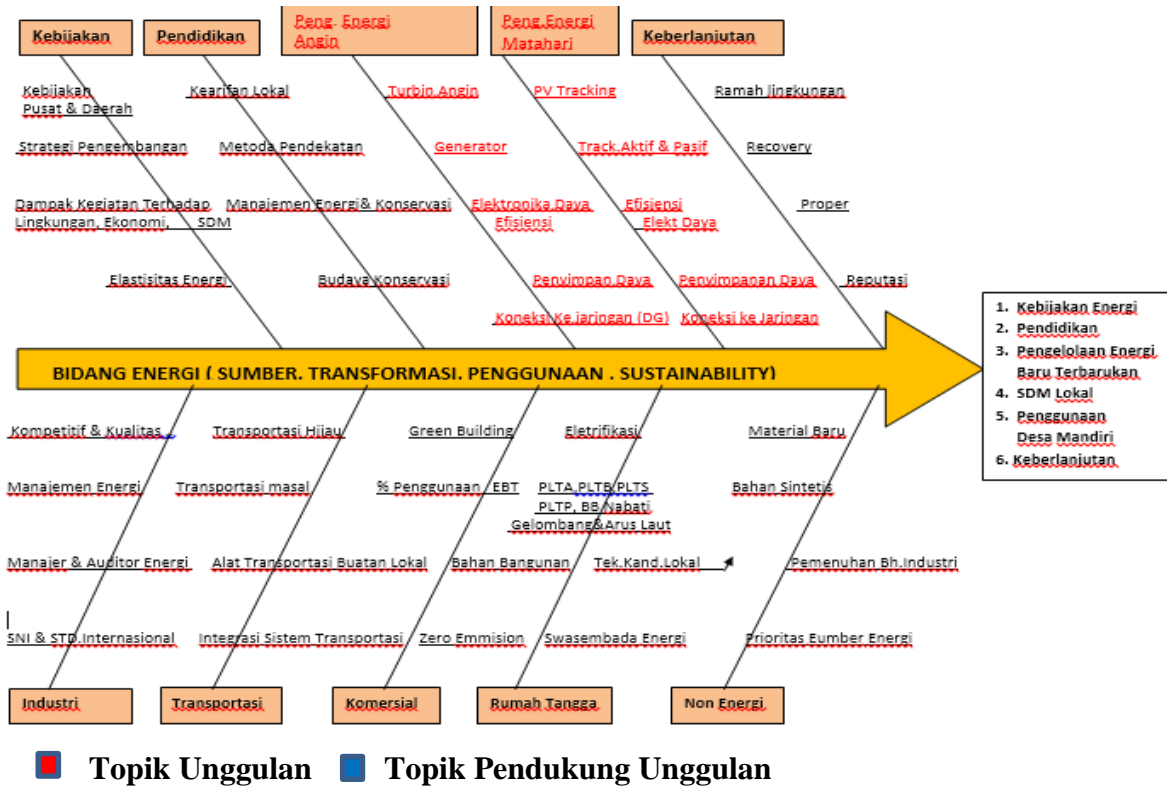 Kebijakan
Pendidikan
Peng. Energi
Angin
Peng.Energi
Matahari
Keberlanjutan
Kebijakan
Pusat & Daerah
Kearifan Lokal
Turbin.Angin
PV Tracking
Ramah lingkungan
Strategi Pengembangan
Metoda Pendekatan
Generator
Track.Aktif & Pasif
Recovery
Dampak Kegiatan Terhadap
Lingkungan, Ekonomi, SDM
Manajemen Energi& Konservasi
Elektronika.Daya
Efisiensi
Efisiensi
Elekt Daya
Proper
Elastisitas Energi
Budaya Konservasi
Penyimpan.Daya
Penyimpanan Daya
Reputasi
Koneksi Ke.jaringan (DG)
Koneksi ke Jaringan
BIDANG ENERGI ( SUMBER. TRANSFORMASI. PENGGUNAAN . SUSTAINABILITY)
1. Kebijakan Energi
2. Pendidikan
3. Pengelolaan Energi
Baru Terbarukan
4. SDM Lokal
5. Penggunaan
Desa Mandiri
6. Keberlanjutan
Kompetitif & Kualitas
Transportasi Hijau
Green Building
Eletrifikasi
Material Baru
Manajemen Energi
Transportasi masal
% Penggunaan EBT
PLTA,PLTB,PLTS
PLTP, BB Nabati
Gelombang&Arus Laut
Bahan Sintetis
Manajer & Auditor Energi
Alat Transportasi Buatan Lokal
Bahan Bangunan
Tek.Kand.Lokal
Pemenuhan Bh.Industri
SNI & STD.Internasional
Integrasi Sistem Transportasi
Zero Emmision
Swasembada Energi
Prioritas Eumber Energi
Industri
Transportasi
Komersial
Rumah Tangga
Non Energi
Topik Unggulan
Topik Pendukung Unggulan